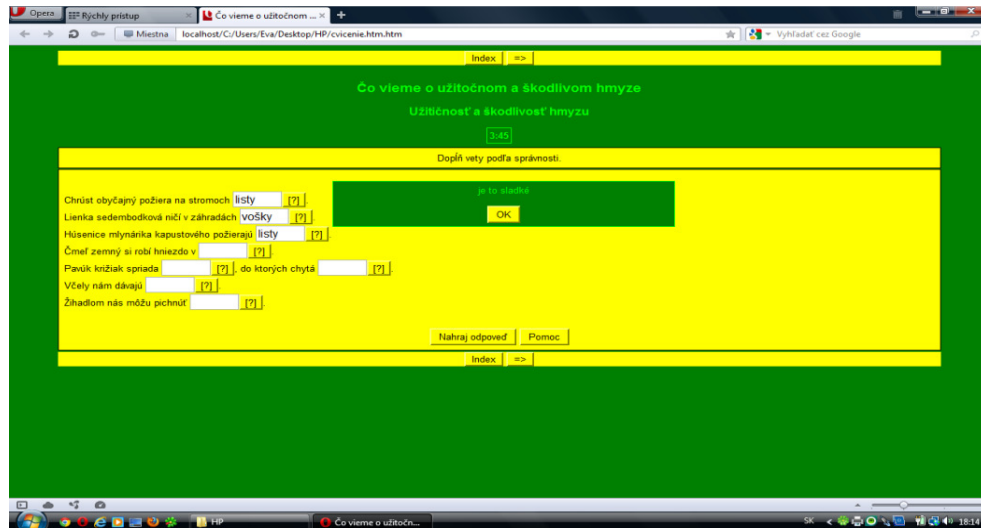 Opera Rýchly prístup Čo vieme o užitočnom ...
Miestna localhost/C:/Users/Eva/Desktop/HP/cvicenie.htm.htm Vyhľadať cez Google
Index =>
Čo vieme o užitočnom a škodlivom hmyze
Užitičnosť a škodlivosť hmyzu
3:45
Dopĺň vety podľa správnosti.
je to sladké
OK
Chrúst obyčajný požiera na stromoch listy [?] .
Lienka sedembodková ničí v záhradách vošky [?] .
Húsenice mlynárika kapustového požierajú listy [?] .
Čmeľ zemný si robí hniezdo v [?] .
Pavúk križiak spriada [?] , do ktorých chytá [?] .
Včely nám dávajú [?] .
Žihadlom nás môžu pichnúť [?] .
Nahraj odpoveď Pomoc
Index =>
HP Čo vieme o užitočn... SK 18:14